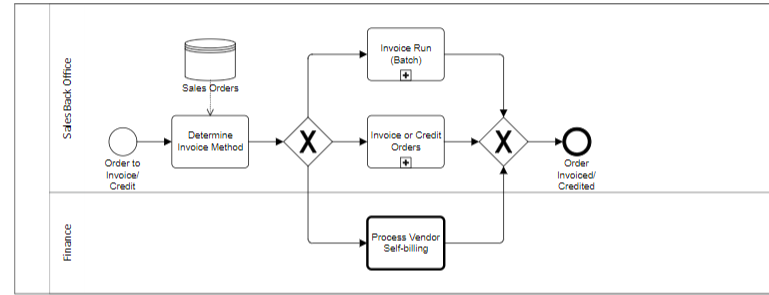 Sales Back Office
Sales Orders
Order to
Invoice/
Credit
Determine
Invoice Method
X
Invoice Run
(Batch)
Invoice or Credit
Orders
X
Order
Invoiced/
Credited
Finance
Process Vendor
Self-billing